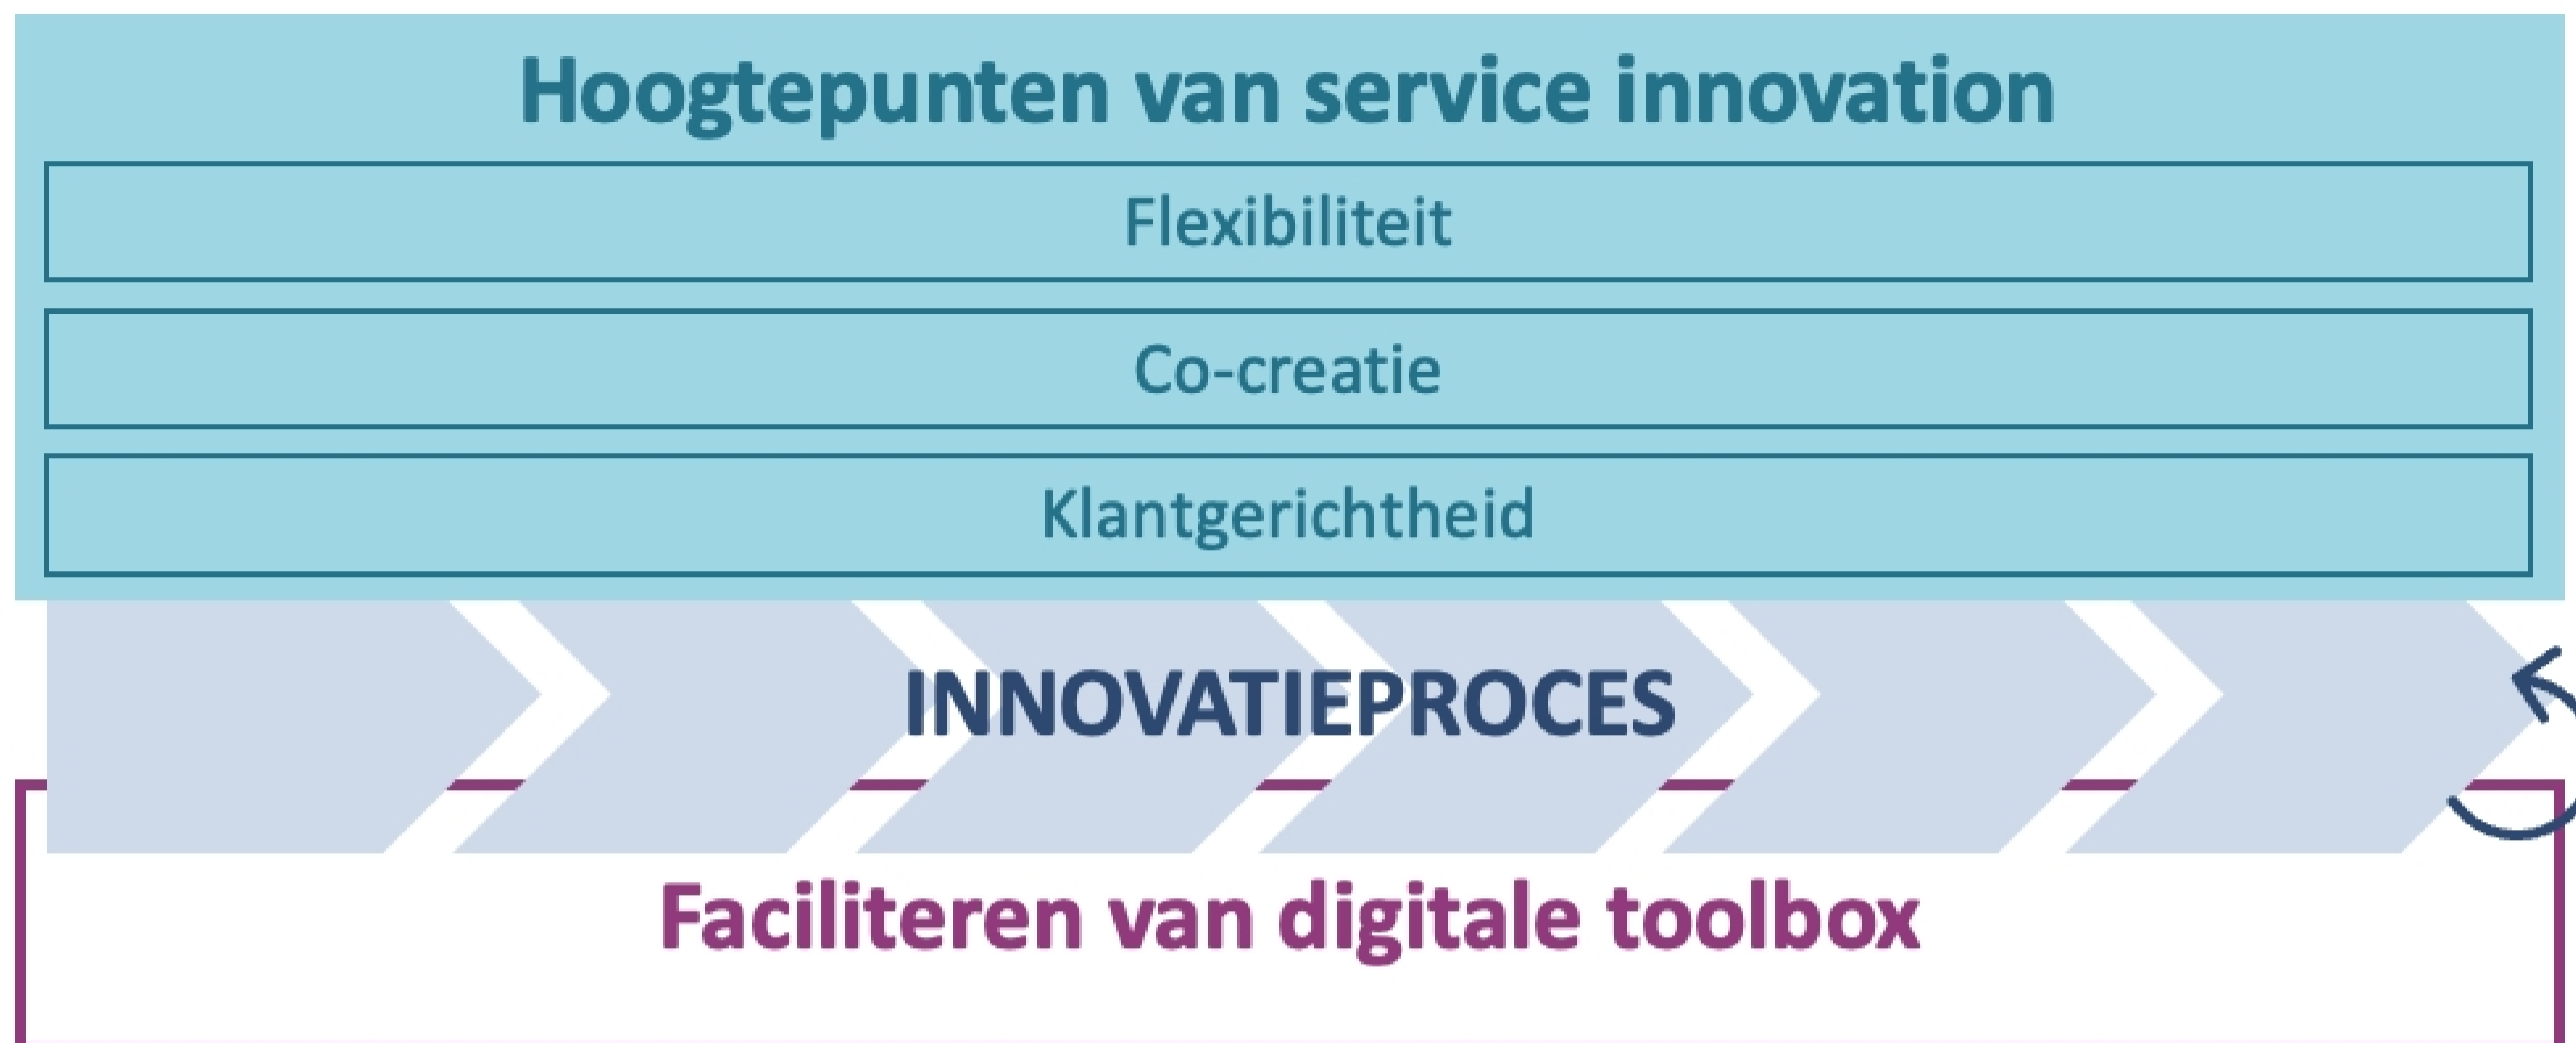 Hoogtepunten van service innovation
Flexibiliteit
Co-creatie
Klantgerichtheid
INNOVATIEPROCES
Faciliteren van digitale toolbox